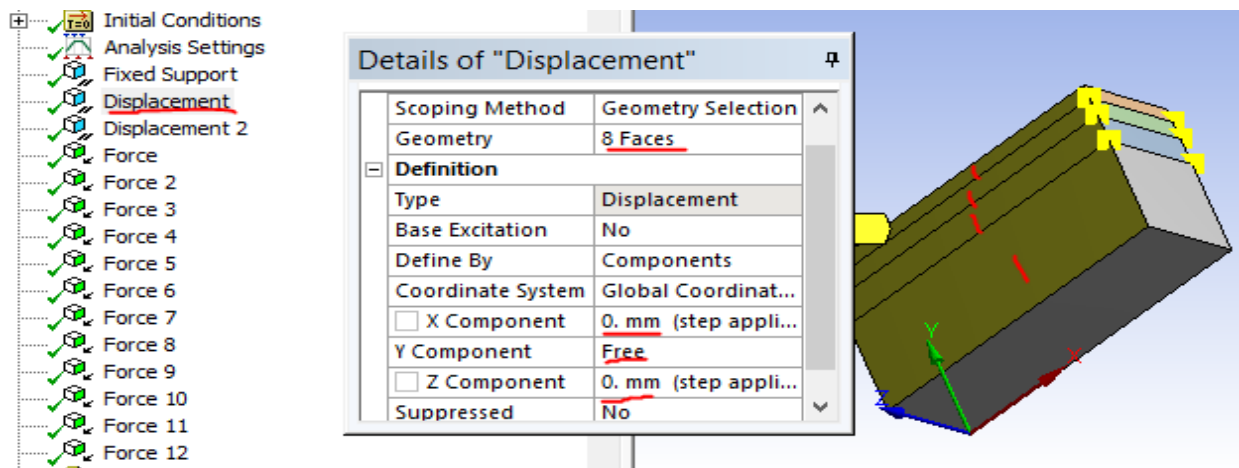 T=0 Initial Conditions
Analysis Settings
Fixed Support
Displacement
Displacement 2
Force
Force 2
Force 3
Force 4
Force 5
Force 6
Force 7
Force 8
Force 9
Force 10
Force 11
Force 12
Details of "Displacement"
Scoping Method Geometry Selection
Geometry 8 Faces
Definition
Type Displacement
Base Excitation No
Define By Components
Coordinate System Global Coordinat...
X Component 0. mm (step appli...
Y Component Free
Z Component 0. mm (step appli...
Suppressed No
Y
X
Z